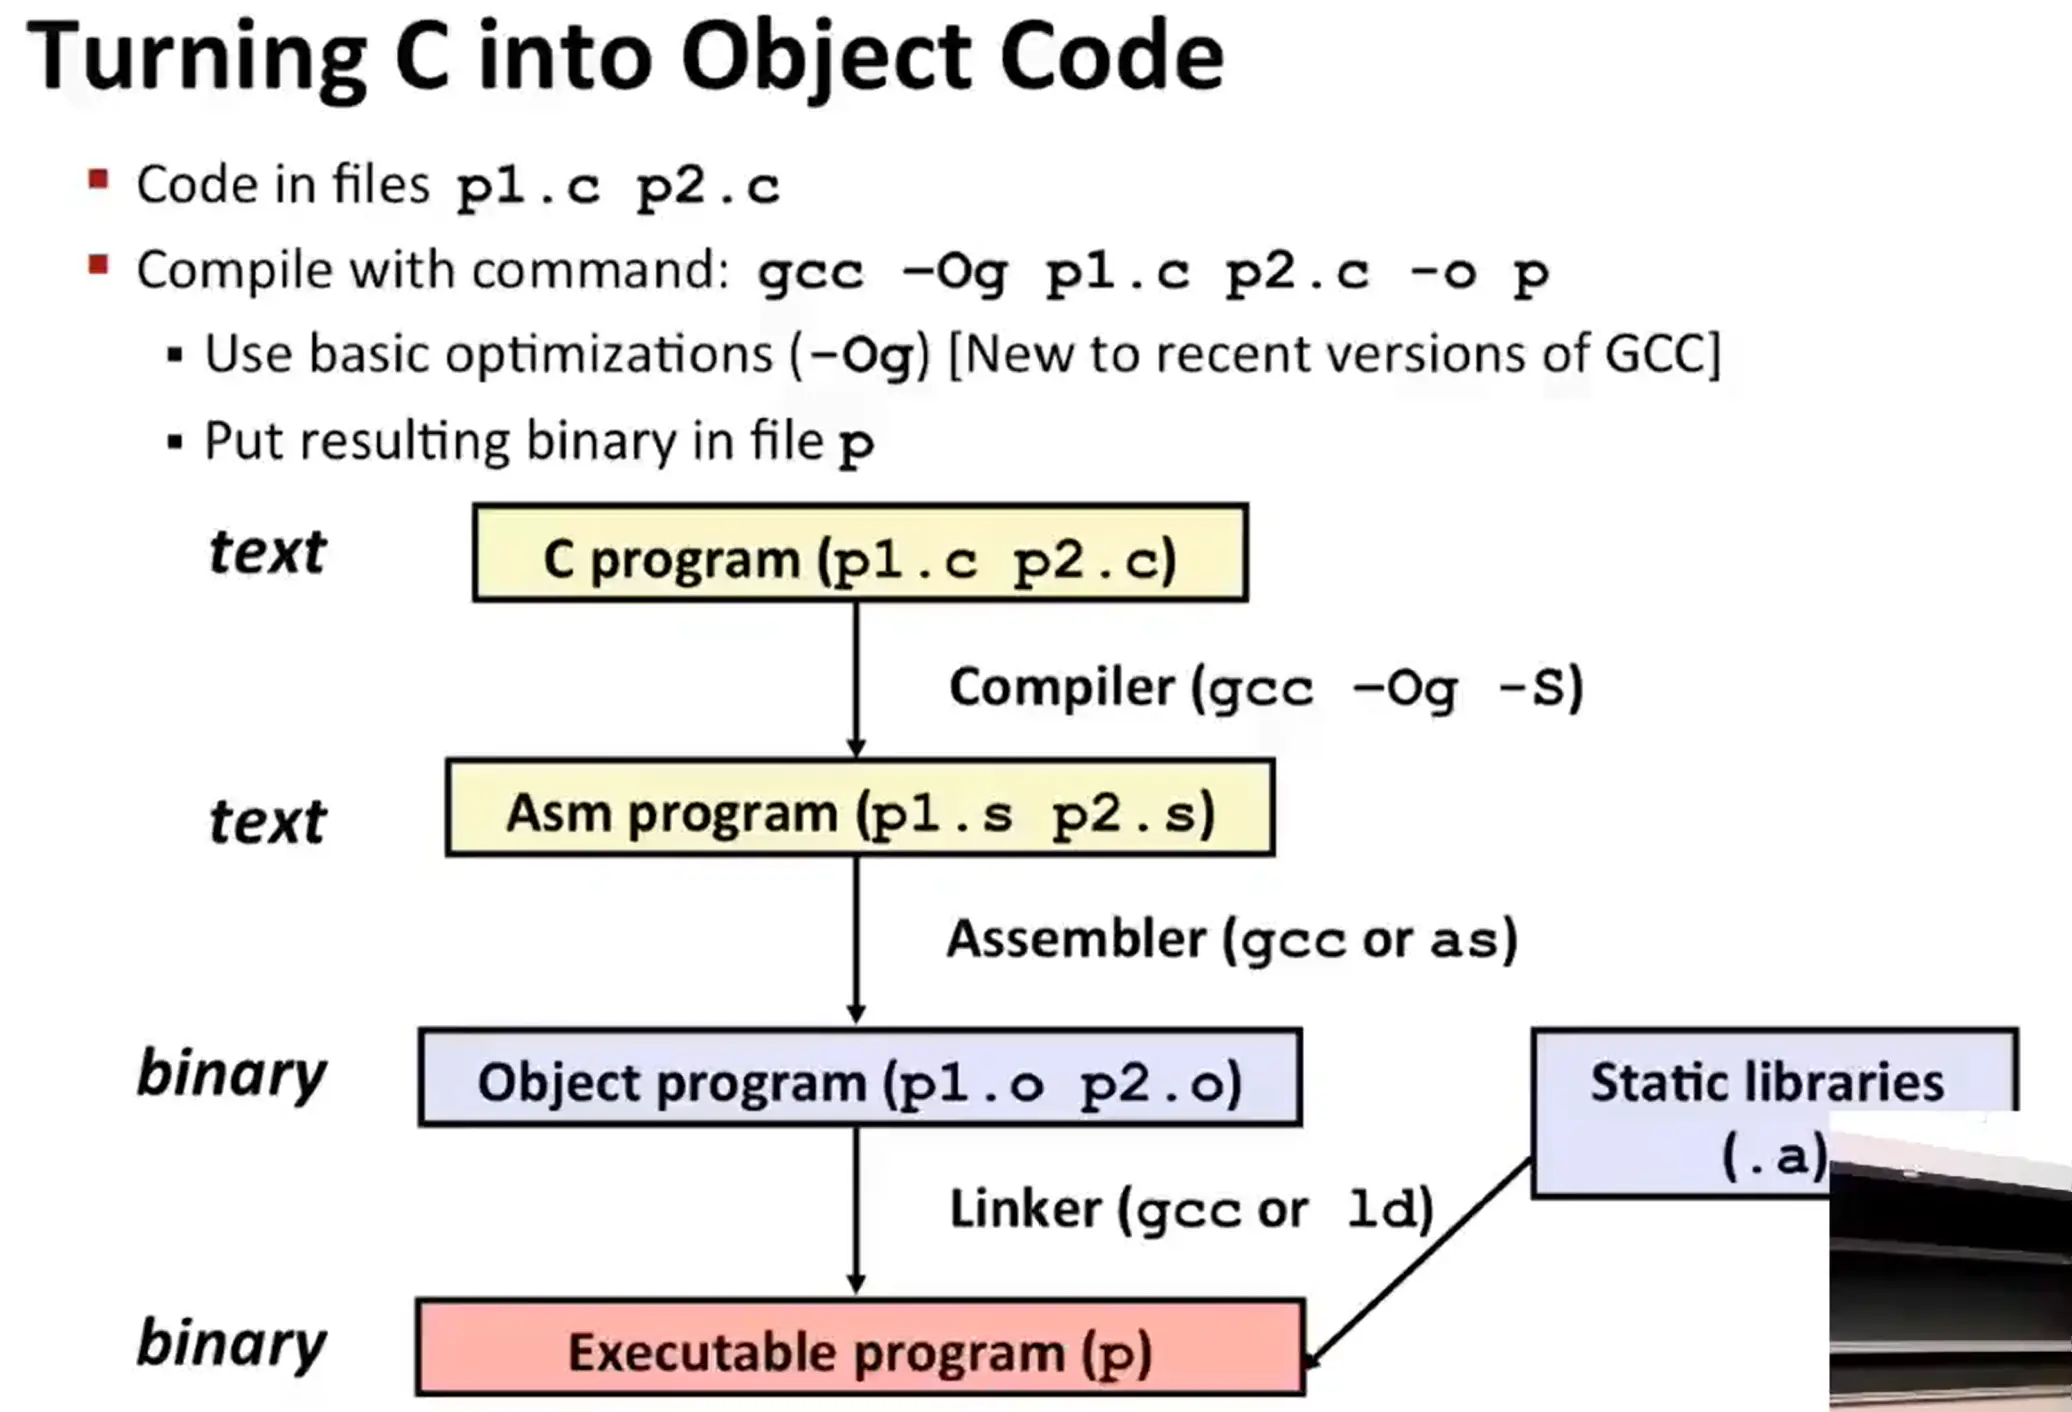 Turning C into Object Code
▪ Code in files p1.c p2.c
▪ Compile with command: gcc –Og p1.c p2.c -o p
▪ Use basic optimizations (–Og) [New to recent versions of GCC]
▪ Put resulting binary in file p
text
C program (p1.c p2.c)
Compiler (gcc –Og -S)
text
Asm program (p1.s p2.s)
Assembler (gcc or as)
binary
Object program (p1.o p2.o)
Static libraries
(.a)
Linker (gcc or ld)
binary
Executable program (p)